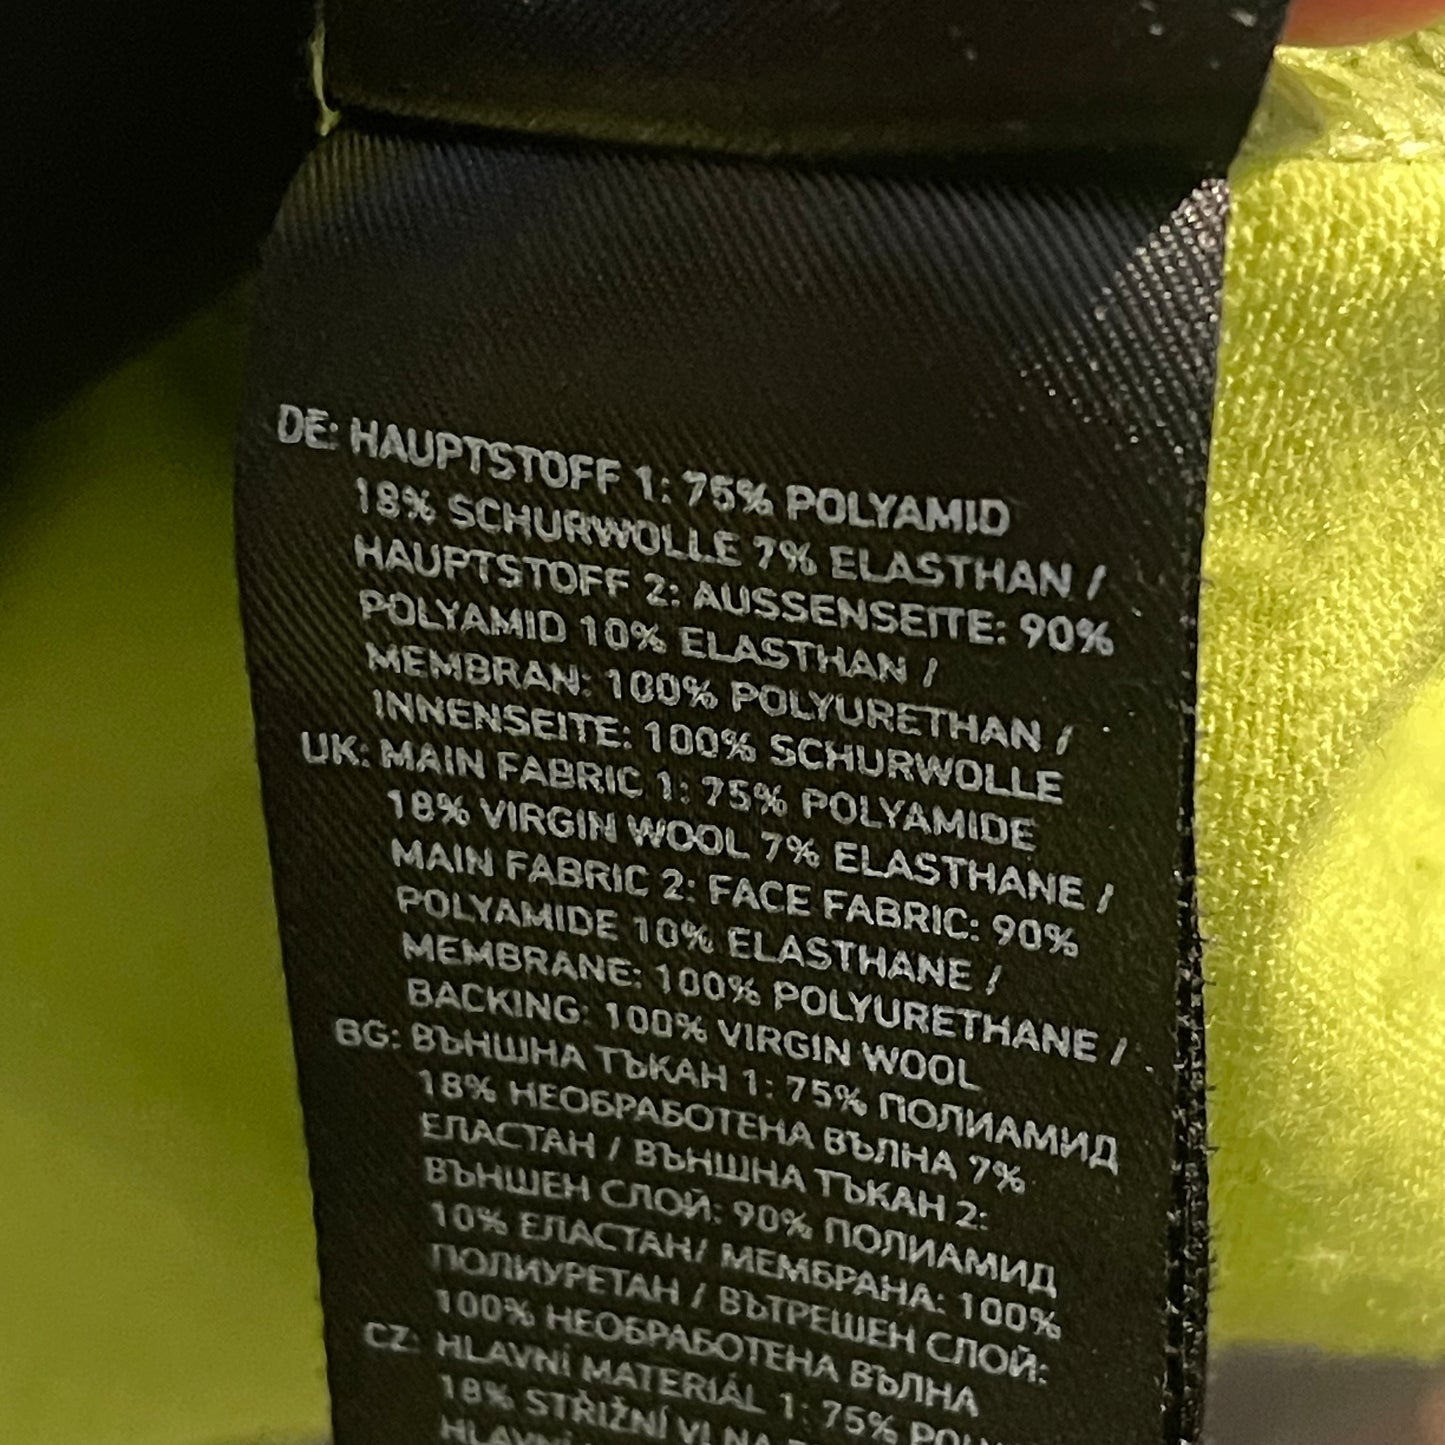 DE: HAUPTSTOFF 1: 75% POLYAMID
18% SCHURWOLLE 7% ELASTHAN /
HAUPTSTOFF 2: AUSSENSEITE: 90%
POLYAMID 10% ELASTHAN /
MEMBRAN: 100% POLYURETHAN /
INNENSEITE: 100% SCHURWOLLE
UK: MAIN FABRIC 1: 75% POLYAMIDE
18% VIRGIN WOOL 7% ELASTHANE /
MAIN FABRIC 2: FACE FABRIC: 90%
POLYAMIDE 10% ELASTHANE /
MEMBRANE: 100% POLYURETHANE /
BACKING: 100% VIRGIN WOOL
BG: ВЪНШНА ТЪКАН 1: 75% ПОЛИАМИД
18% НЕОБРАБОТЕНА ВЪЛНА 7%
ЕЛАСТАН / ВЪНШНА ТЪКАН 2:
ВЪНШЕН СЛОЙ: 90% ПОЛИАМИД
10% ЕЛАСТАН/ МЕМБРАНА: 100%
ПОЛИУРЕТАН / ВЪТРЕШЕН СЛОЙ:
100% НЕОБРАБОТЕНА ВЪЛНА
CZ: HLAVNÍ MATERIÁL 1: 75%
18% STŘIŽNÍ